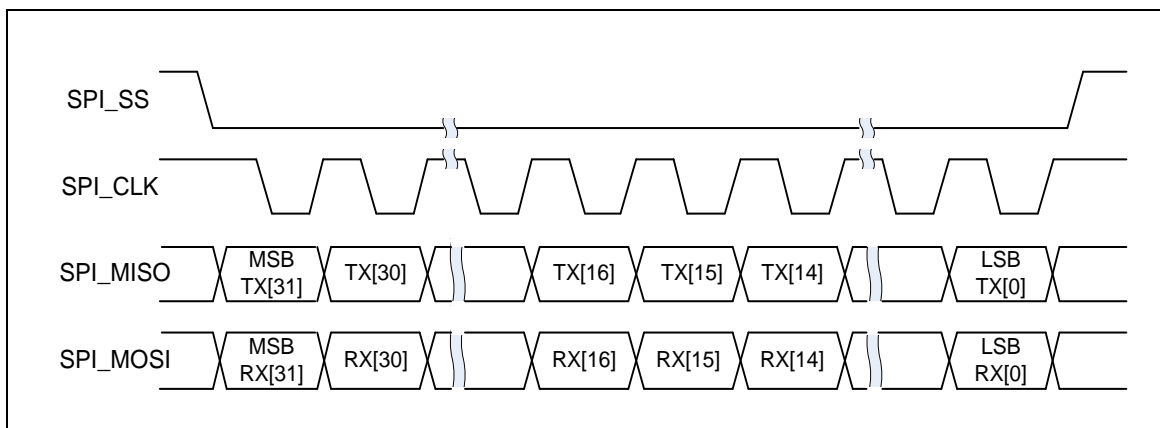 SPI_SS
SPI_CLK
SPI_MISO
MSB
TX[31]
TX[30]
TX[16]
TX[15]
TX[14]
LSB
TX[0]
SPI_MOSI
MSB
RX[31]
RX[30]
RX[16]
RX[15]
RX[14]
LSB
RX[0]